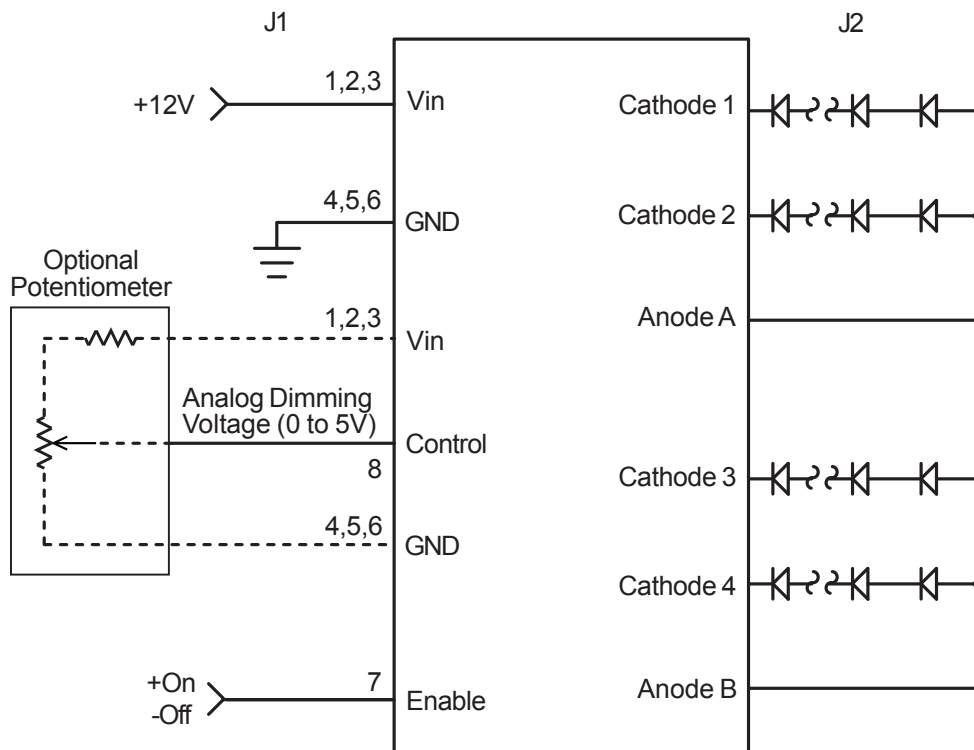 J1
J2
1,2,3
+12V
Vin
Cathode 1
4,5,6
GND
Cathode 2
Optional
Potentiometer
1,2,3
Vin
Anode A
Analog Dimming
Voltage (0 to 5V)
Control
8
Cathode 3
4,5,6
GND
Cathode 4
+On
-Off
7
Enable
Anode B